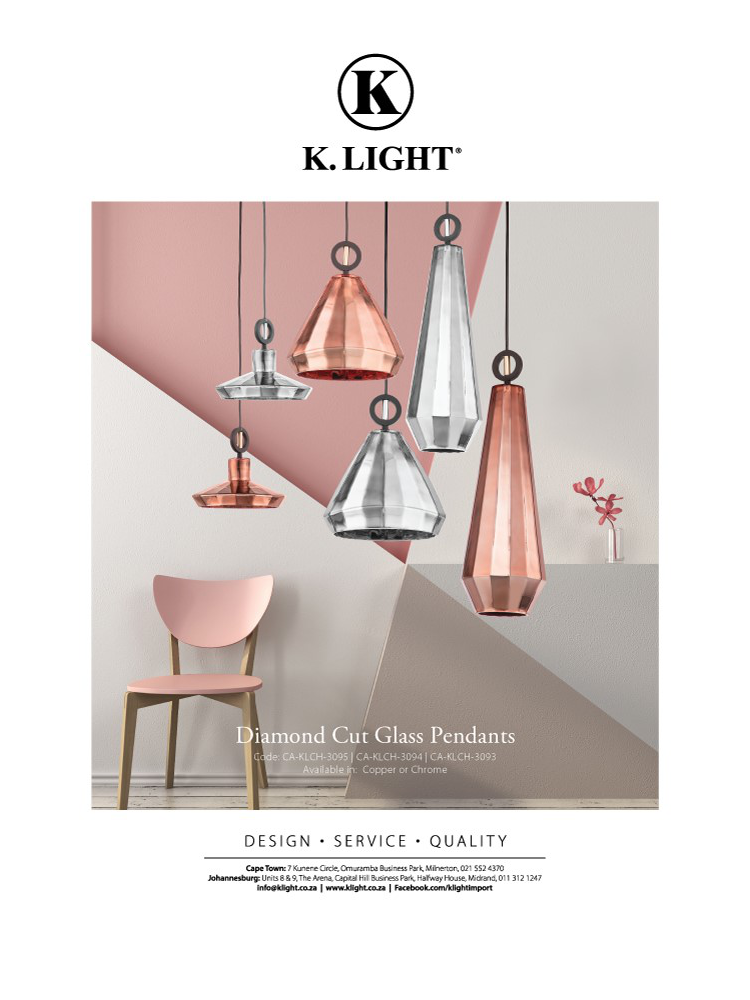 K
K. LIGHT®
Diamond Cut Glass Pendants
Code: CA-KLCH-3095 | CA-KLCH-3094 | CA-KLCH-3093
Available in: Copper or Chrome
DESIGN • SERVICE • QUALITY
Cape Town: 7 Kunene Circle, Omuramba Business Park, Milnerton, 021 552 4370
Johannesburg: Units 8 & 9, The Arena, Capital Hill Business Park, Halfway House, Midrand, 011 312 1247
info@klight.co.za | www.klight.co.za | Facebook.com/klightimport